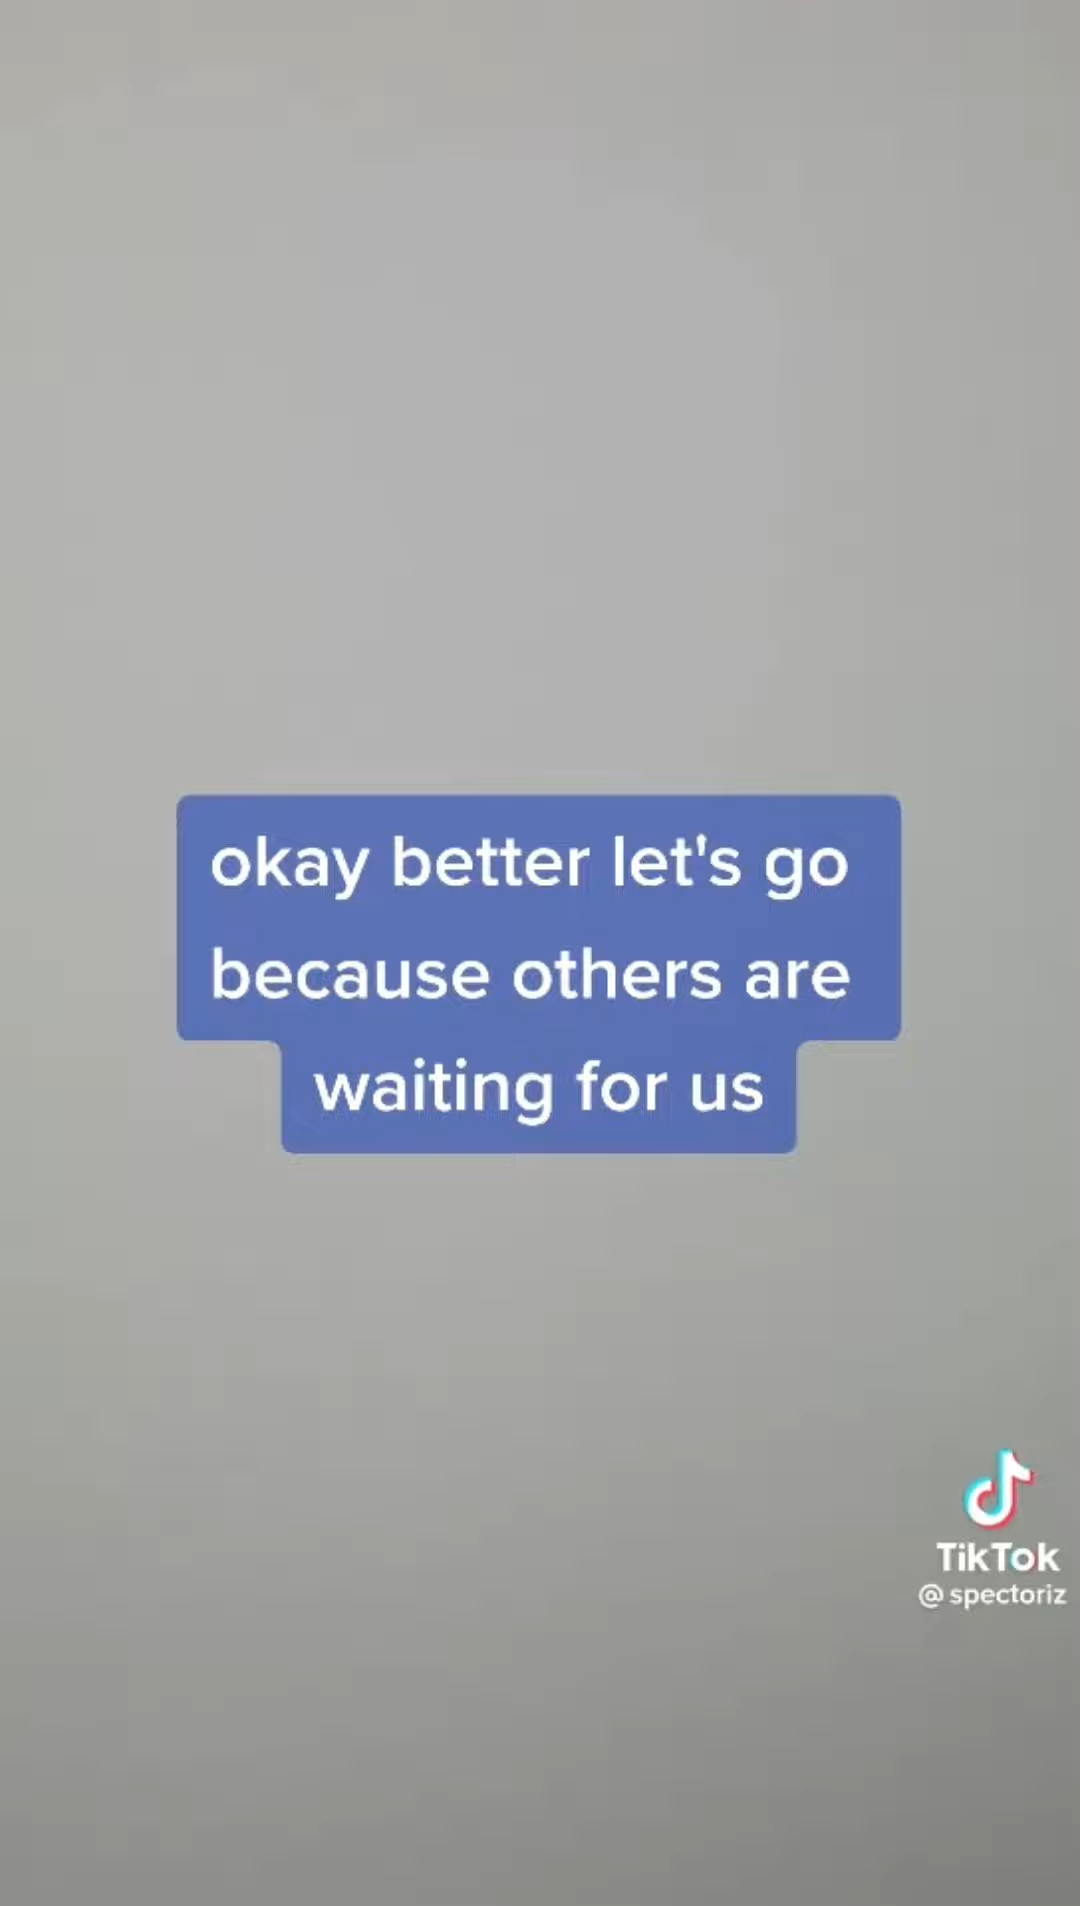 okay better let's go
because others are
waiting for us
TikTok
@spectoriz